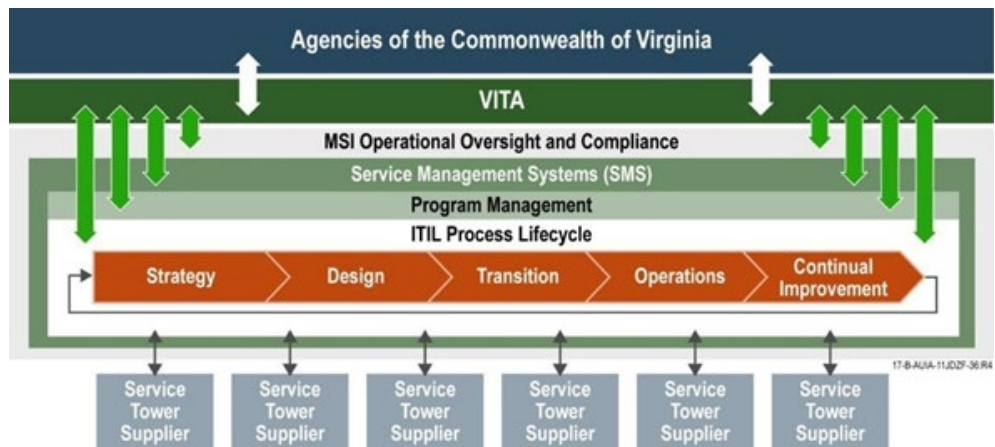 Agencies of the Commonwealth of Virginia
VITA
MSI Operational Oversight and Compliance
Service Management Systems (SMS)
Program Management
ITIL Process Lifecycle
Strategy
Design
Transition
Operations
Continual
Improvement
17-B-AUIA-11JDZF-36:R4
Service
Tower
Supplier
Service
Tower
Supplier
Service
Tower
Supplier
Service
Tower
Supplier
Service
Tower
Supplier
Service
Tower
Supplier